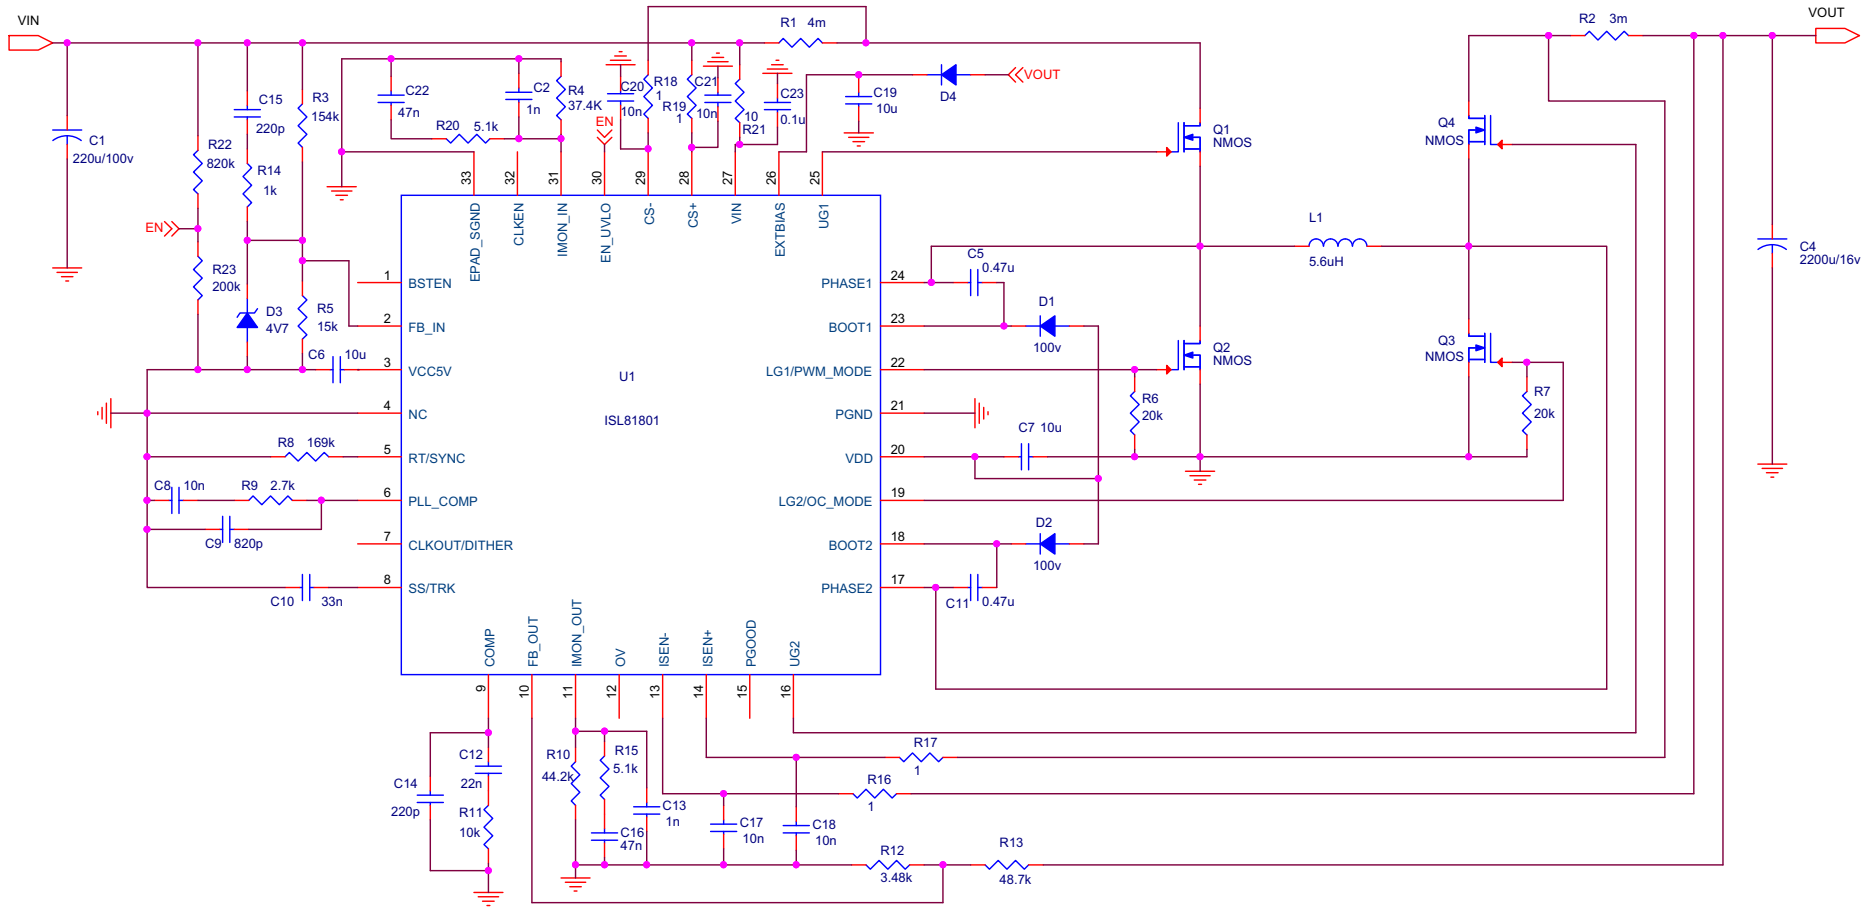 VIN
VOUT
R1 4m
R2 3m
C1
220u/100v
R22
820k
C15
220p
R3
154k
R14
1k
EN
R23
200k
D3
4V7
R5
15k
C6 10u
C22
47n
R20 5.1k
C2
1n
R4
37.4K
EN
C20
10n
R18
1
R19
1
C21
10n
10
R21
C23
0.1u
C19
10u
D4
VOUT
Q1
NMOS
Q4
NMOS
33
32
31
30
29
28
27
26
25
EPAD_SGND
CLKEN
IMON_IN
EN_UVLO
CS-
CS+
VIN
EXTBIAS
UG1
L1
5.6uH
C4
2200u/16v
1 BSTEN
2 FB_IN
3 VCC5V
4 NC
5 RT/SYNC
6 PLL_COMP
7 CLKOUT/DITHER
8 SS/TRK
U1
ISL81801
PHASE1 24
BOOT1 23
LG1/PWM_MODE 22
PGND 21
VDD 20
LG2/OC_MODE 19
BOOT2 18
PHASE2 17
C5
0.47u
D1
100v
Q2
NMOS
Q3
NMOS
R6
20k
R7
20k
C7 10u
D2
100v
C11
0.47u
R8 169k
C8 10n
R9 2.7k
C9 820p
C10 33n
COMP
FB_OUT
IMON_OUT
OV
ISEN-
ISEN+
PGOOD
UG2
9
10
11
12
13
14
15
16
C14
220p
C12
22n
R11
10k
R10
44.2k
R15
5.1k
C16
47n
C13
1n
C17
10n
C18
10n
R17
1
R16
1
R12
3.48k
R13
48.7k